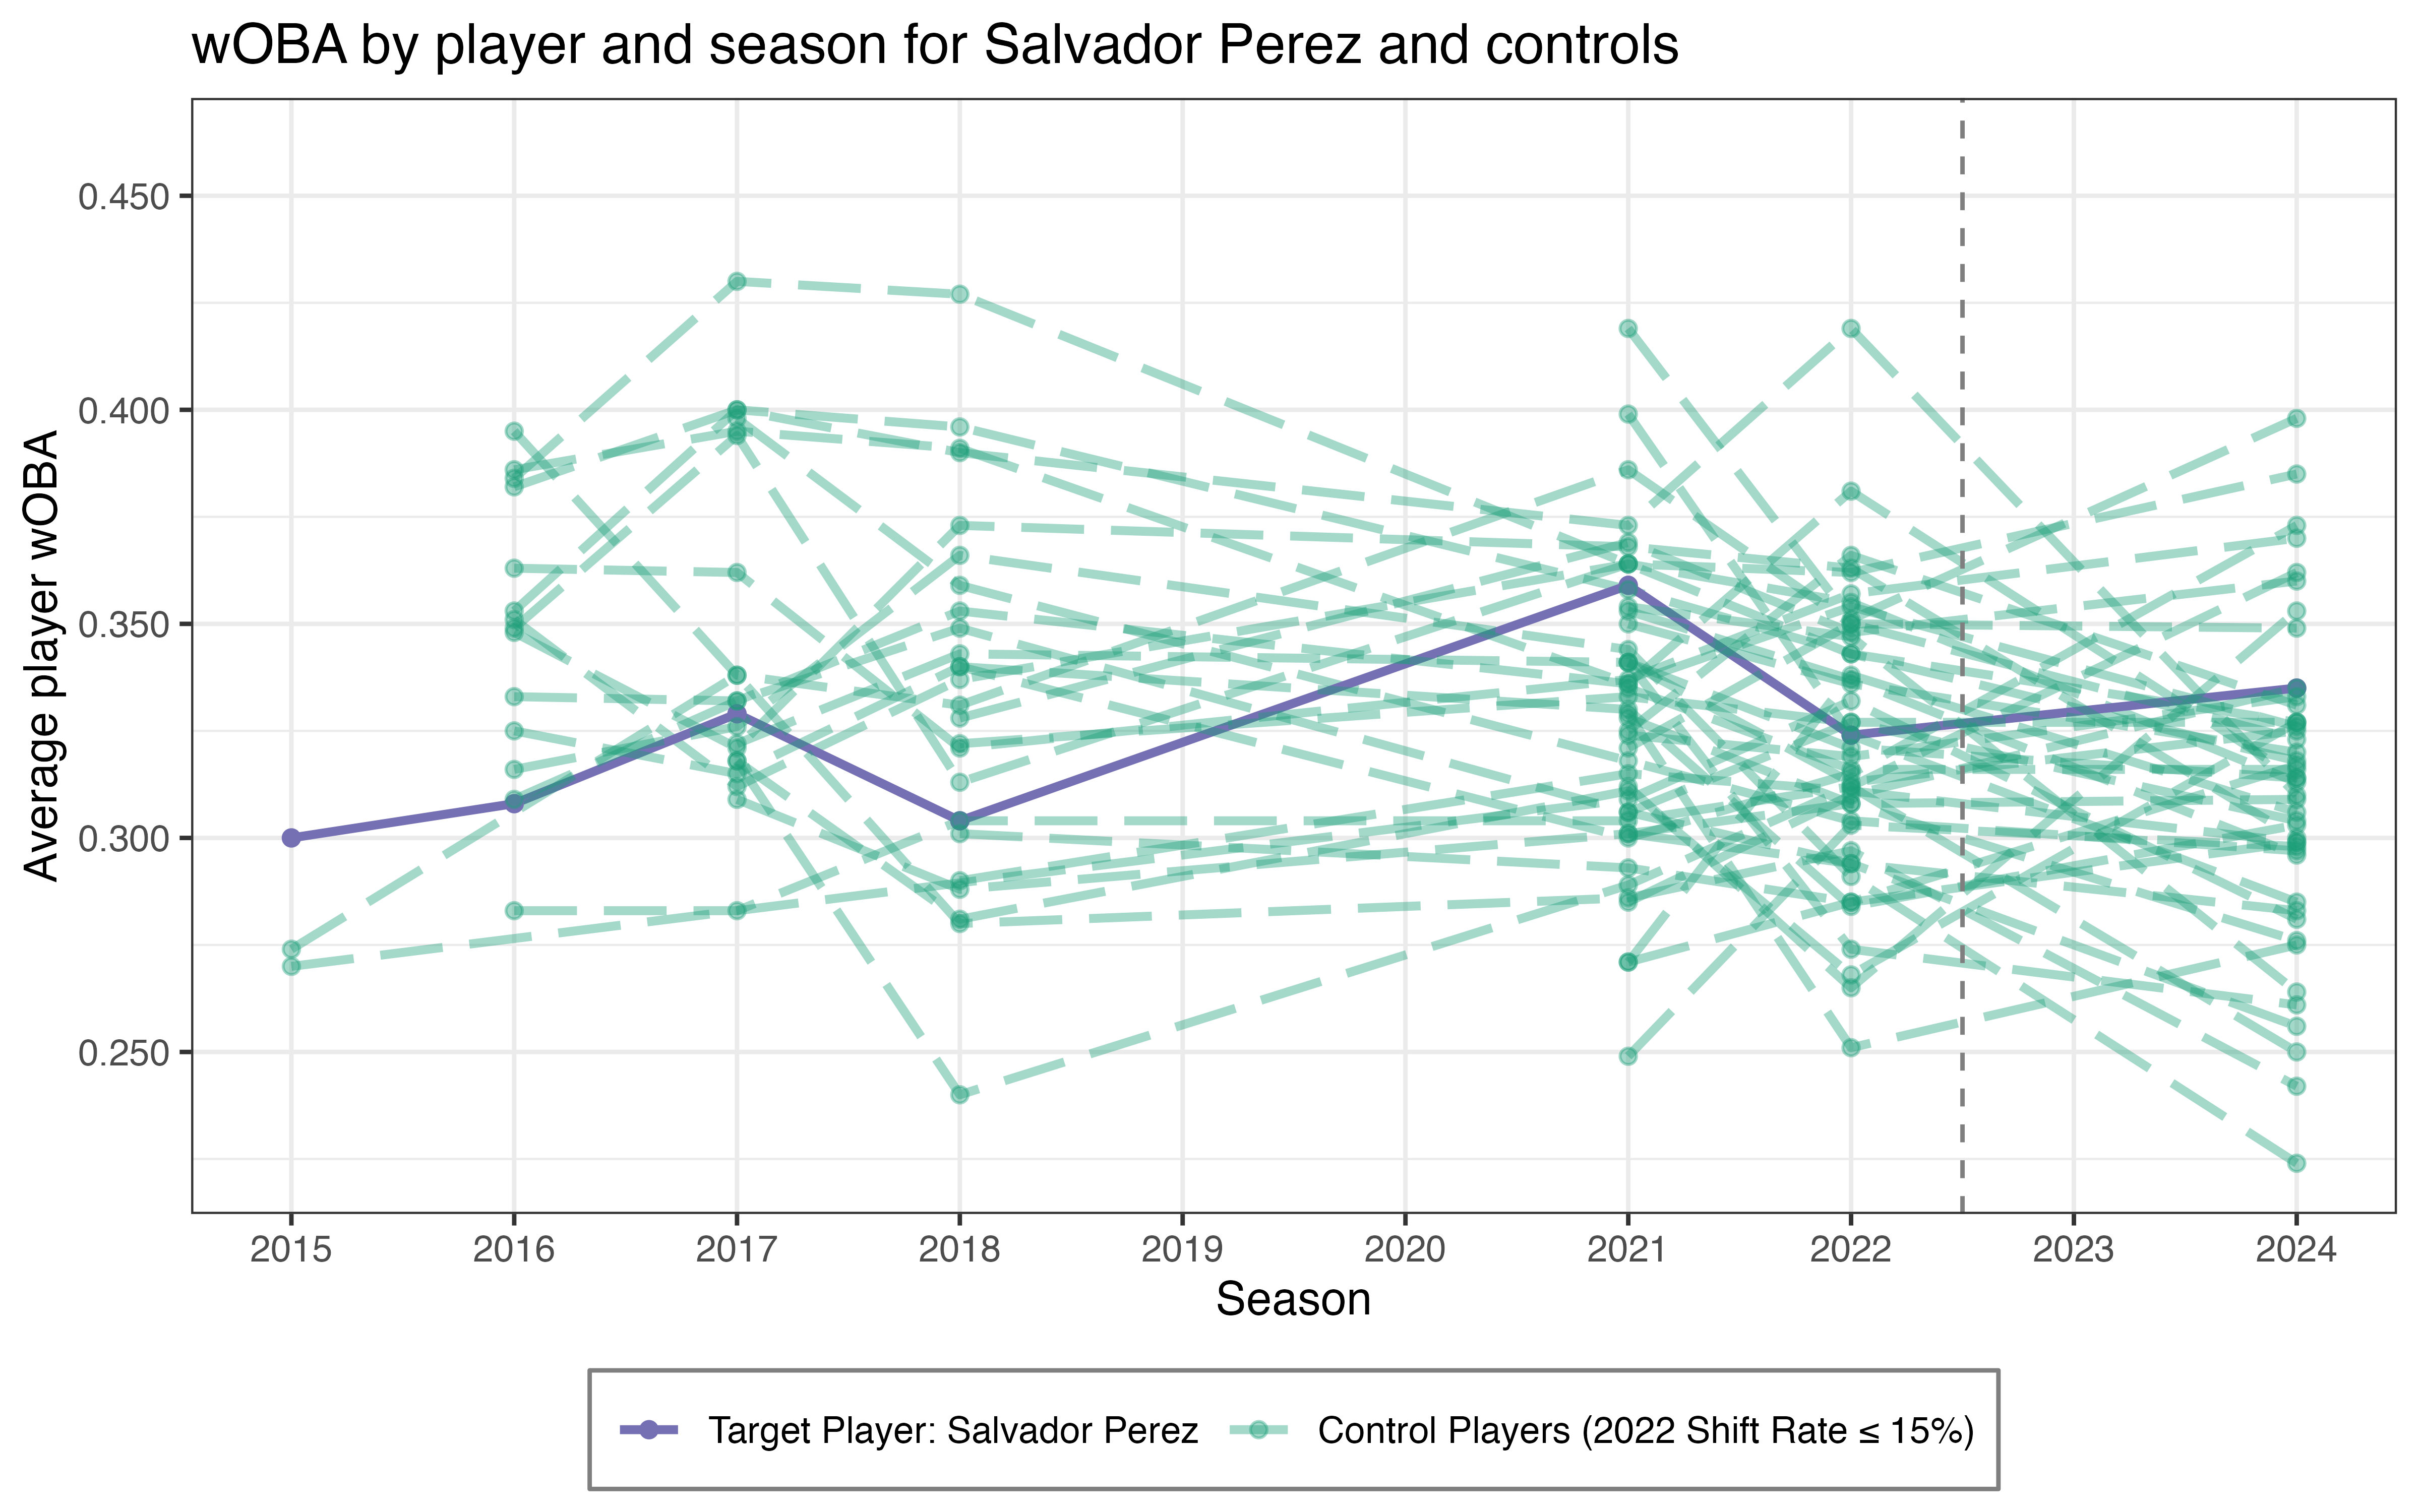 wOBA by player and season for Salvador Perez and controls
Average player wOBA
0.450
0.400
0.350
0.300
0.250
2015 2016 2017 2018 2019 2020 2021 2022 2023 2024
Season
Target Player: Salvador Perez Control Players (2022 Shift Rate ≤ 15%)